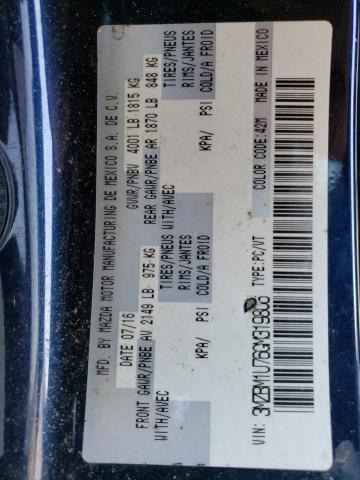 MFD. BY MAZDA MOTOR MANUFACTURING DE MEXICO S.A. DE C.V.
DATE 07/16 GVWR/PNBV 4001 LB 1815 KG
FRONT GAWR/PNBE AV 2149 LB 975 KG REAR GAWR/PNBE AR 1870 LB 848 KG
WITH/AVEC TIRES/PNEUS WITH/AVEC TIRES/PNEUS
RIMS/JANTES RIMS/JANTES
KPA/ PSI COLD/A FROID KPA/ PSI COLD/A FROID
VIN: 3MZBM1U76GM319808 TYPE:PC/VT
COLOR CODE:42M MADE IN MEXICO